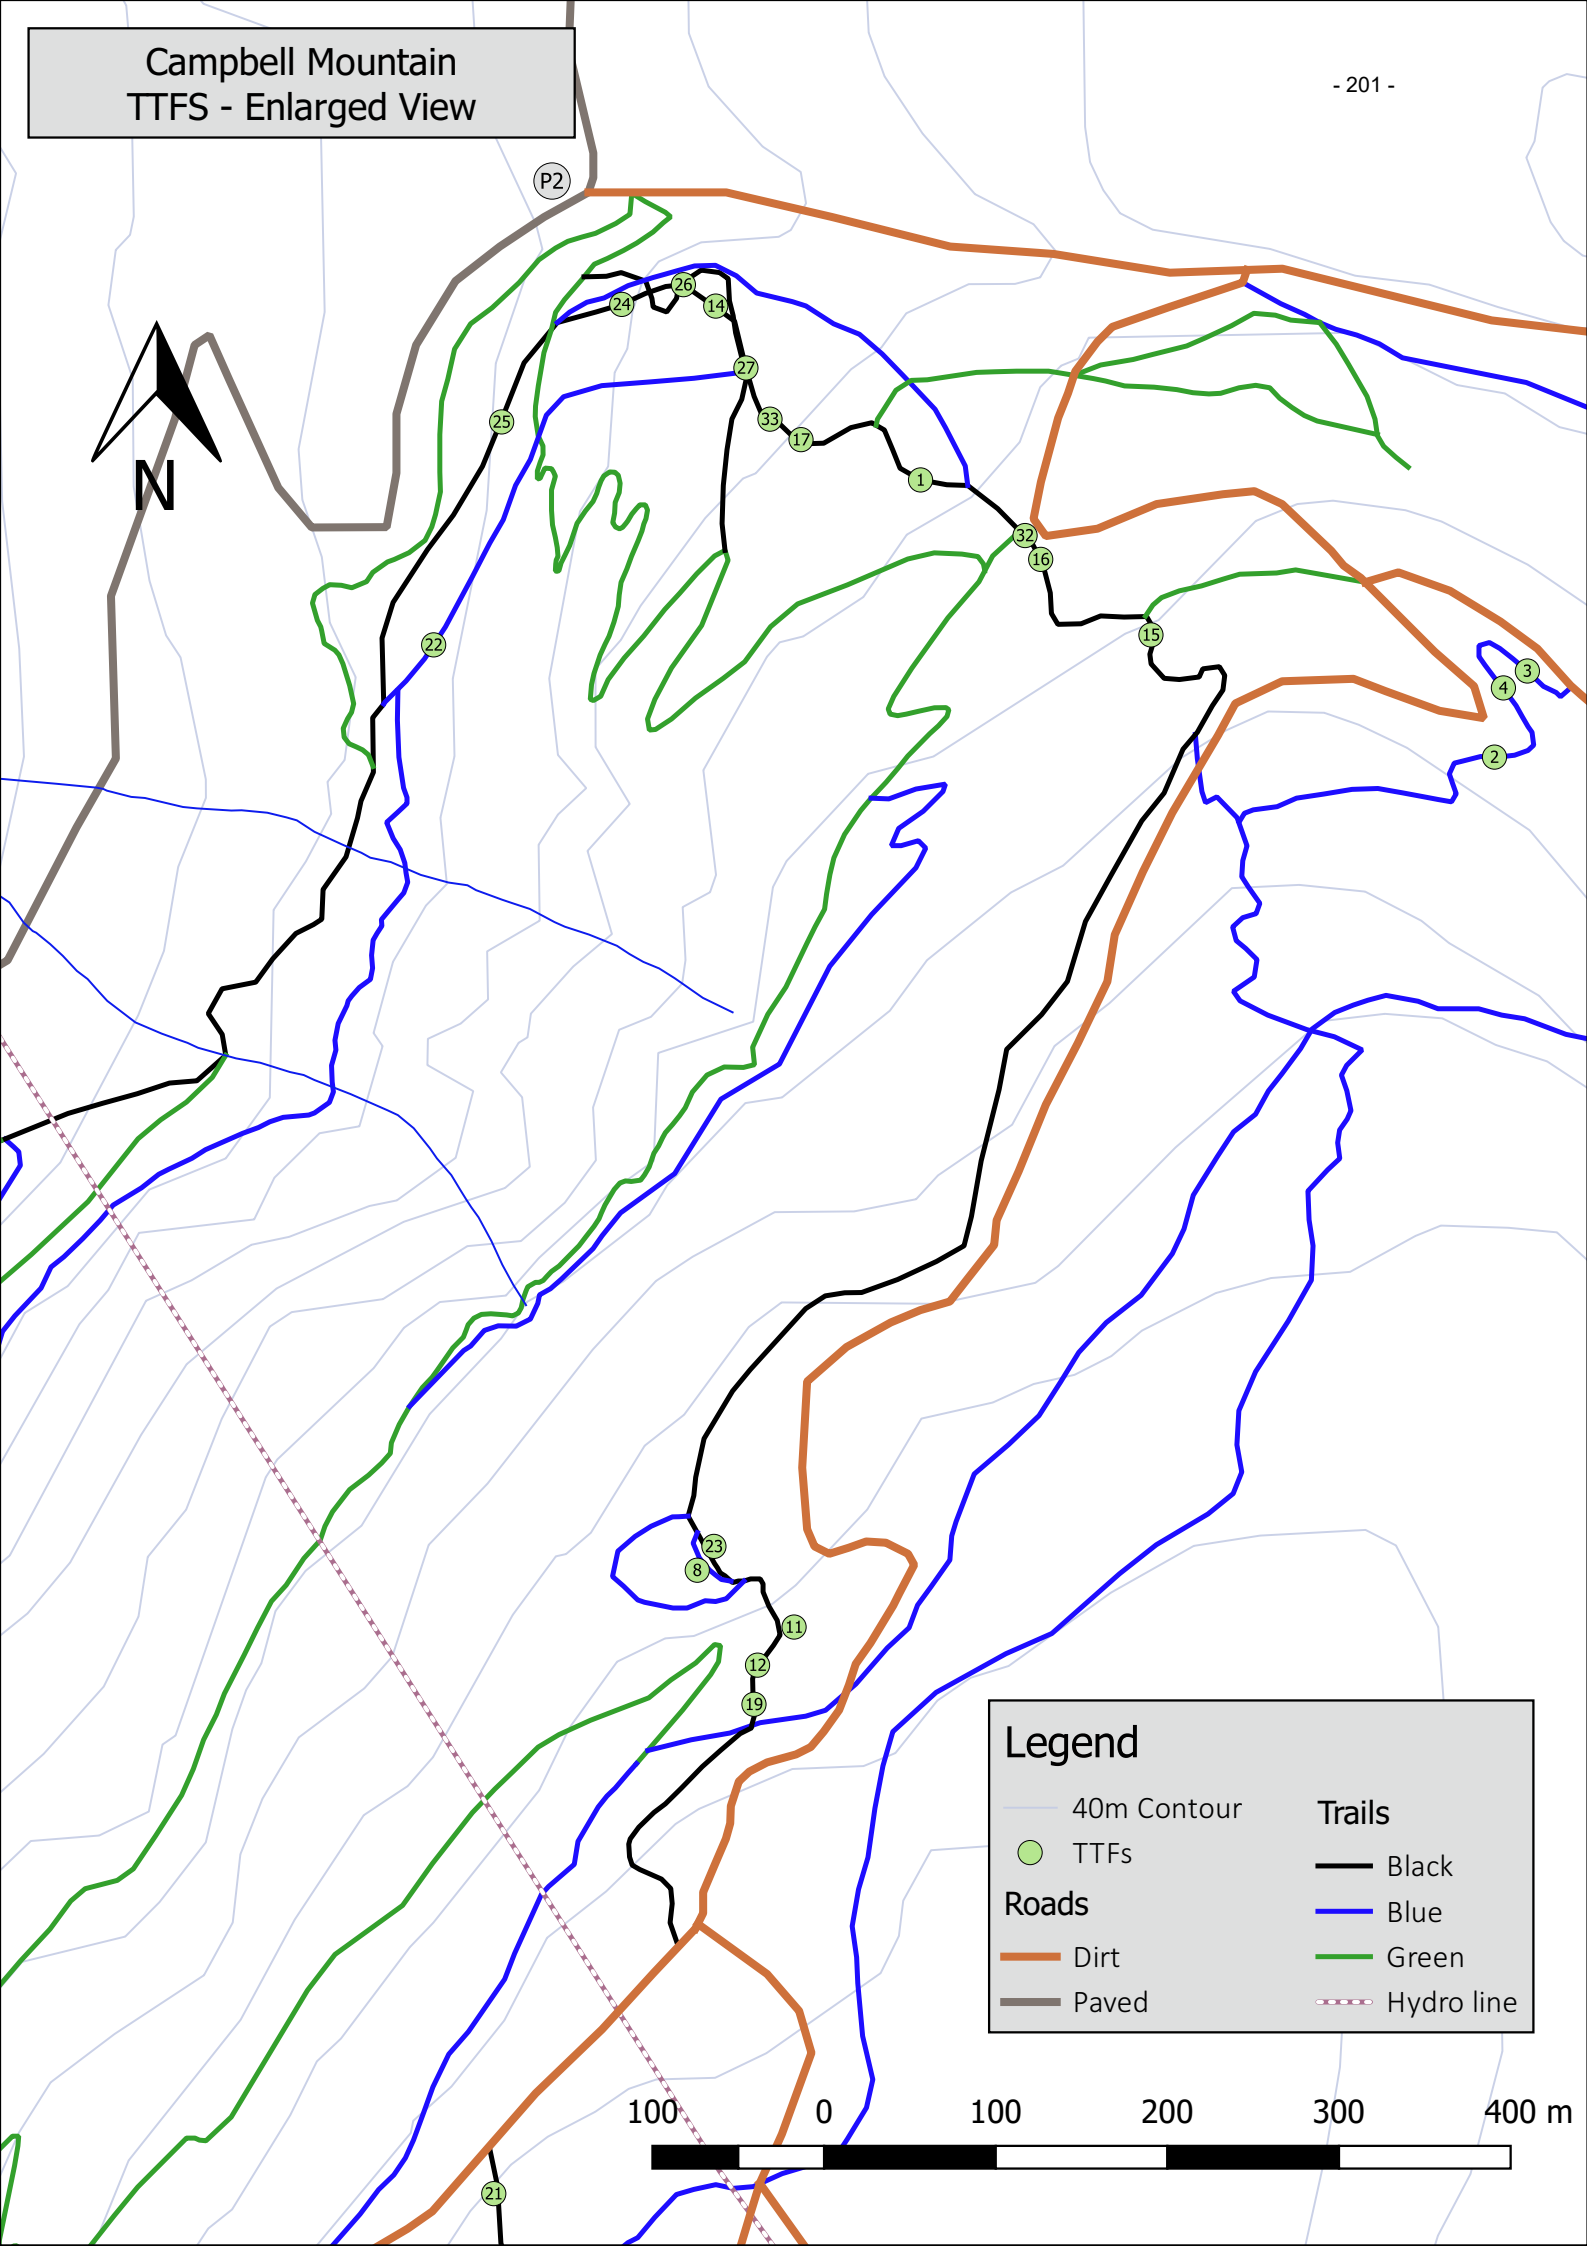 Campbell Mountain
TTFS - Enlarged View
- 201 -
P2
26
24
14
27
25
33
17
1
32
16
22
15
3
4
2
N
23
8
11
12
19
21
Legend
40m Contour
TTFs
Roads
Dirt
Paved
Trails
Black
Blue
Green
Hydro line
100 0 100 200 300 400 m